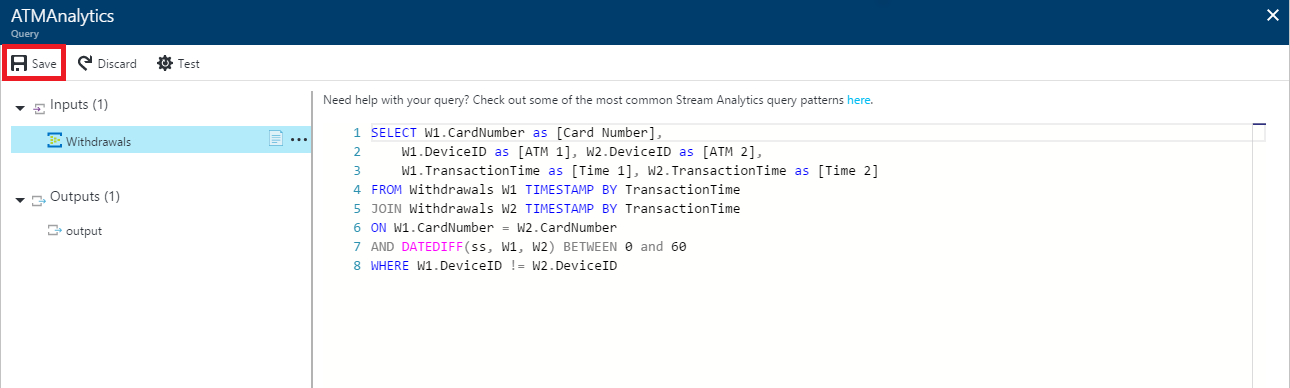 ATMAnalytics
Query
Save Discard Test
Inputs (1)
Withdrawals
Outputs (1)
output
Need help with your query? Check out some of the most common Stream Analytics query patterns here.
1 SELECT W1.CardNumber as [Card Number],
2 W1.DeviceID as [ATM 1], W2.DeviceID as [ATM 2],
3 W1.TransactionTime as [Time 1], W2.TransactionTime as [Time 2]
4 FROM Withdrawals W1 TIMESTAMP BY TransactionTime
5 JOIN Withdrawals W2 TIMESTAMP BY TransactionTime
6 ON W1.CardNumber = W2.CardNumber
7 AND DATEDIFF(ss, W1, W2) BETWEEN 0 and 60
8 WHERE W1.DeviceID != W2.DeviceID